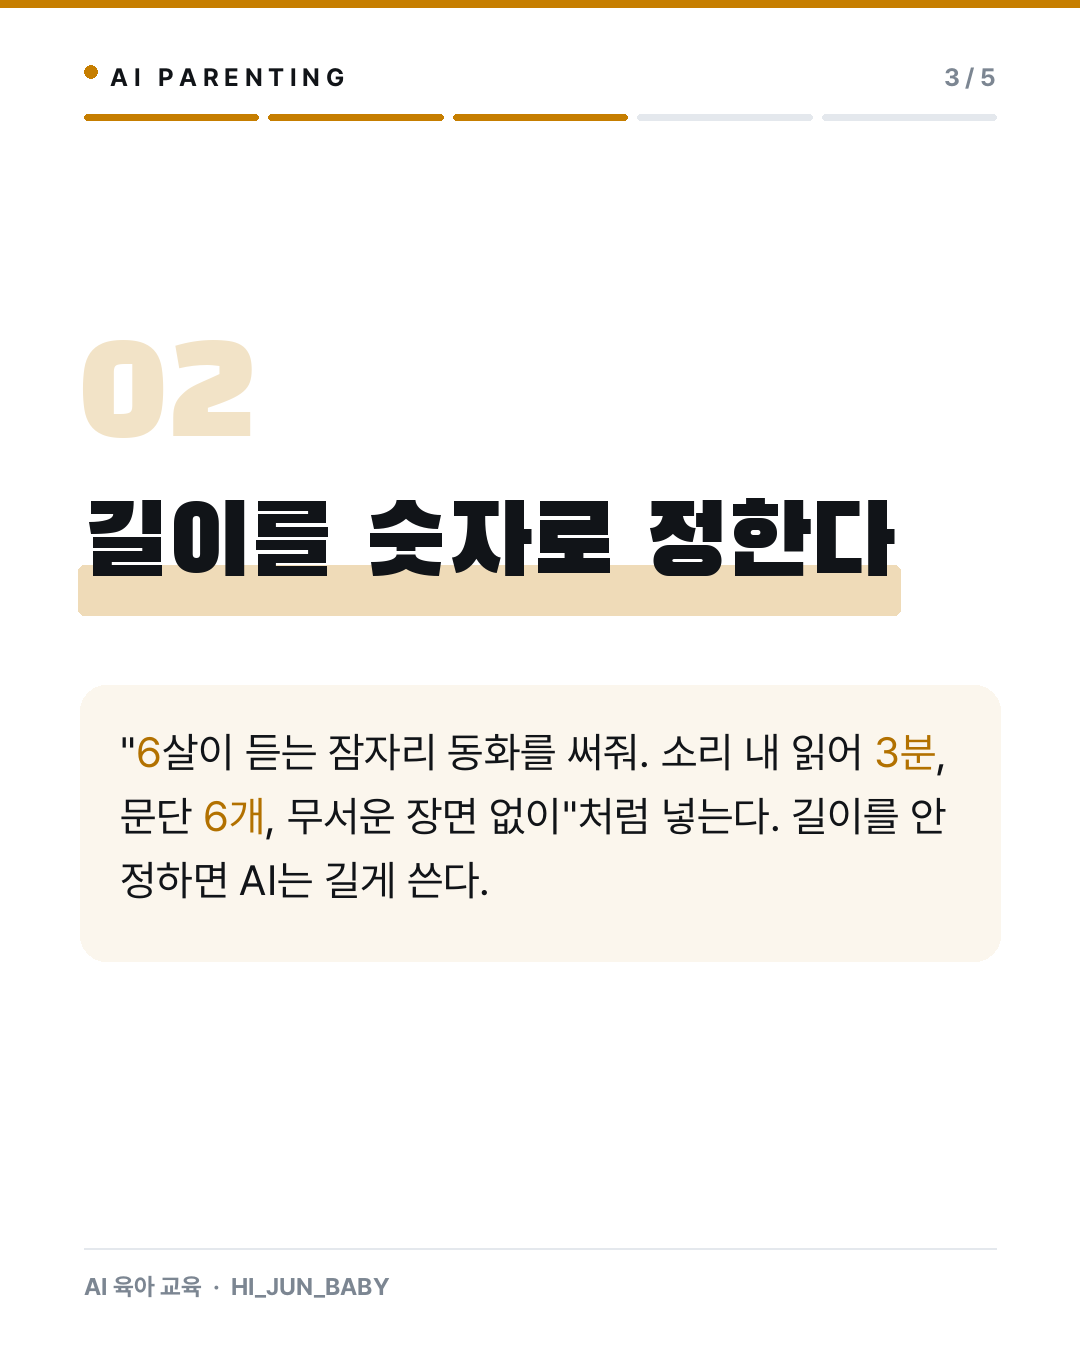 AI PARENTING
3 / 5
02
길이를 숫자로 정한다
"6살이 듣는 잠자리 동화를 써줘. 소리 내 읽어 3분,
문단 6개, 무서운 장면 없이"처럼 넣는다. 길이를 안
정하면 AI는 길게 쓴다.
AI 육아 교육 · HI_JUN_BABY